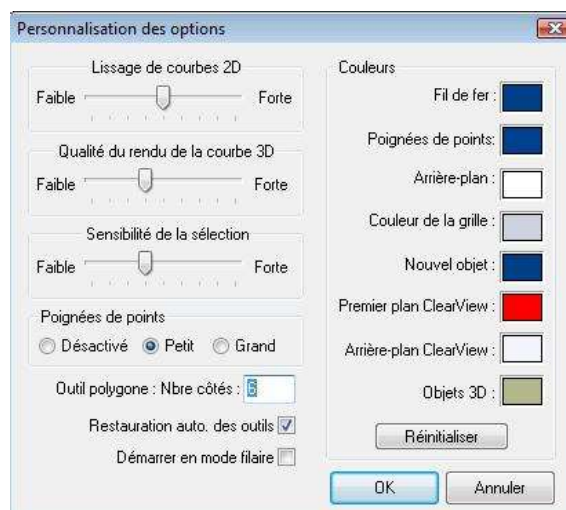 Personnalisation des options
Lissage de courbes 2D
Faible Forte
Qualité du rendu de la courbe 3D
Faible Forte
Sensibilité de la sélection
Faible Forte
Poignées de points
Désactivé Petit Grand
Outil polygone : Nbre côtés : 6
Restauration auto. des outils
Démarrer en mode filaire
Couleurs
Fil de fer :
Poignées de points:
Arrière-plan :
Couleur de la grille :
Nouvel objet :
Premier plan ClearView :
Arrière-plan ClearView :
Objets 3D :
Réinitialiser
OK Annuler